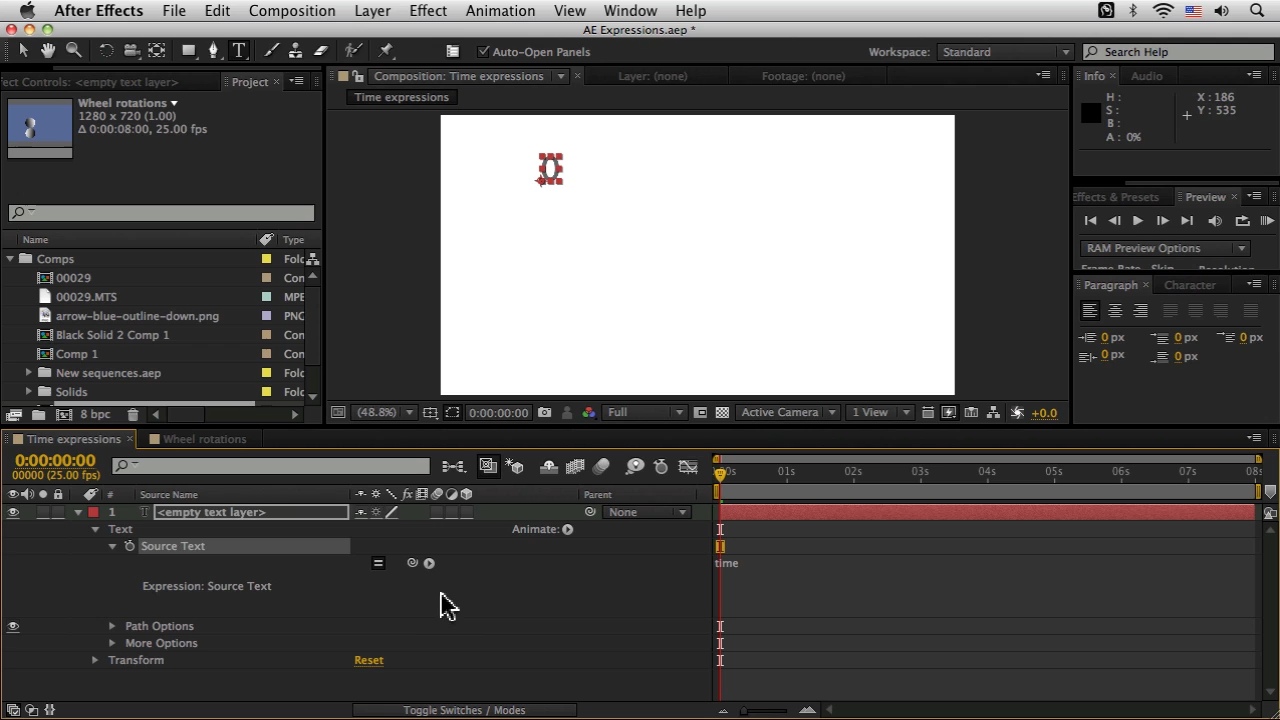 After Effects File Edit Composition Layer Effect Animation View Window Help
AE Expressions.aep *
T Auto-Open Panels Workspace: Standard Search Help
ect Controls: <empty text layer> Project Composition: Time expressions Layer: (none) Footage: (none) Info Audio
Time expressions
Wheel rotations
1280 x 720 (1.00)
Δ 0:00:08:00, 25.00 fps
H:
S:
B:
A: 0%
X: 186
Y: 535
0
ffects & Presets Preview
RAM Preview Options
Name Type
Comps Folc
00029 Con
00029.MTS MPE
arrow-blue-outline-down.png PNC
Black Solid 2 Comp 1 Con
Comp 1 Con
New sequences.aep Folc
Solids Folc
Paragraph Character
0 px 0 px 0 px
0 px 0 px
8 bpc (48.8%) 0:00:00:00 Full Active Camera 1 View +0.0
Time expressions Wheel rotations
0:00:00:00
00000 (25.00 fps)
:00s 01s 02s 03s 04s 05s 06s 07s 08s
# Source Name fx Parent
1 T <empty text layer> None
Text Animate:
Source Text
time
Expression: Source Text
Path Options
More Options
Transform Reset
Toggle Switches / Modes